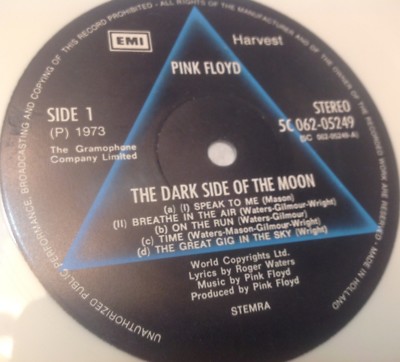 UNAUTHORIZED PUBLIC PERFORMANCE, BROADCASTING AND COPYING OF THIS RECORD PROHIBITED - ALL RIGHTS OF THE MANUFACTURER AND OF THE OWNER OF THE RECORDED WORK ARE RESERVED - MADE IN HOLLAND
EMI
Harvest
PINK FLOYD
SIDE 1
(P) 1973
The Gramophone
Company Limited
STEREO
5C 062-05249
(5C 062-05249-A)
THE DARK SIDE OF THE MOON
(a) (I) SPEAK TO ME (Mason)
(II) BREATHE IN THE AIR (Waters-Gilmour-Wright)
(b) ON THE RUN (Waters-Gilmour)
(c) TIME (Waters-Mason-Gilmour-Wright)
(d) THE GREAT GIG IN THE SKY (Wright)
World Copyrights Ltd.
Lyrics by Roger Waters
Music by Pink Floyd
Produced by Pink Floyd
STEMRA